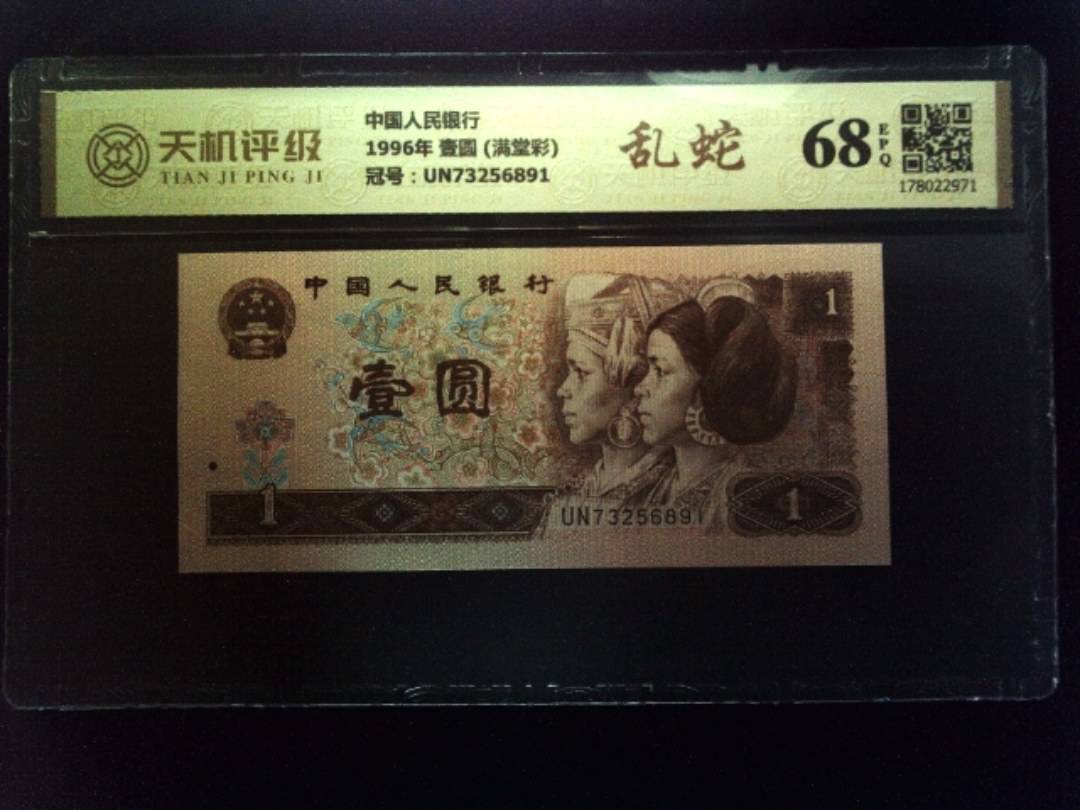 天机评级
TIAN JI PING JI
中国人民银行
1996年 壹圆 (满堂彩)
冠号：UN73256891
乱蛇
68
EPQ
178022971
中国人民银行
1
壹圆
1
UN73256891
1